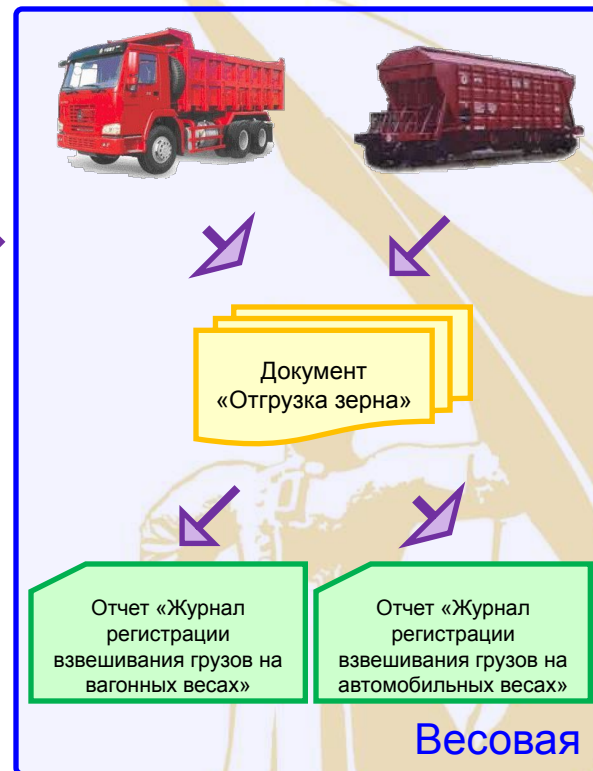 Документ
«Отгрузка зерна»
Отчет «Журнал
регистрации
взвешивания грузов на
вагонных весах»
Отчет «Журнал
регистрации
взвешивания грузов на
автомобильных весах»
Весовая